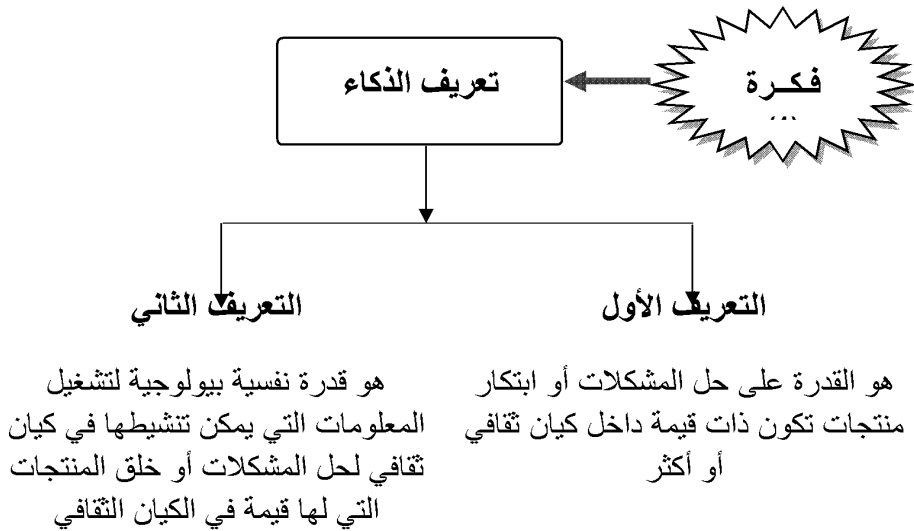 تعريف الذكاء
فكـــرة
التعريف الأول
هو القدرة على حل المشكلات أو ابتكار
منتجات تكون ذات قيمة داخل كيان ثقافي
أو أكثر
التعريف الثاني
هو قدرة نفسية بيولوجية لتشغيل
المعلومات التي يمكن تنشيطها في كيان
ثقافي لحل المشكلات أو خلق المنتجات
التي لها قيمة في الكيان الثقافي